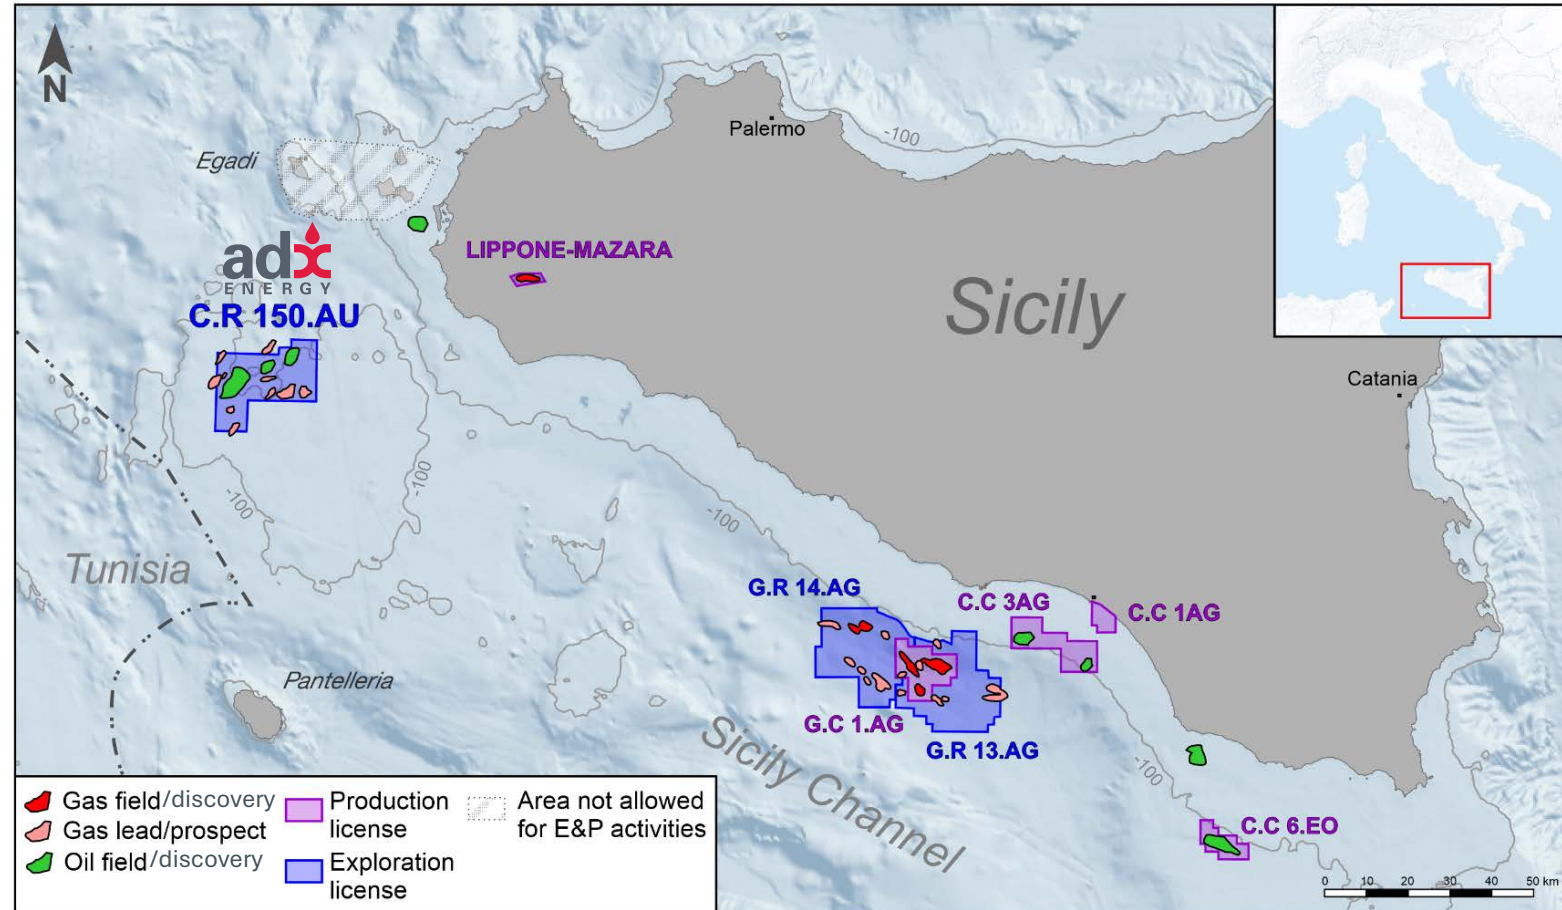 N
Palermo
-100
Egadi
adx
ENERGY
LIPPONE-MAZARA
C.R 150.AU
Sicily
Catania
-100
-100
-100
Tunisia
G.R 14.AG
C.C 3AG
C.C 1AG
Pantelleria
G.C 1.AG
G.R 13.AG
Sicily Channel
-100
C.C 6.EO
Gas field/discovery
Gas lead/prospect
Oil field/discovery
Production
license
Exploration
license
Area not allowed
for E&P activities
0 10 20 30 40 50 km